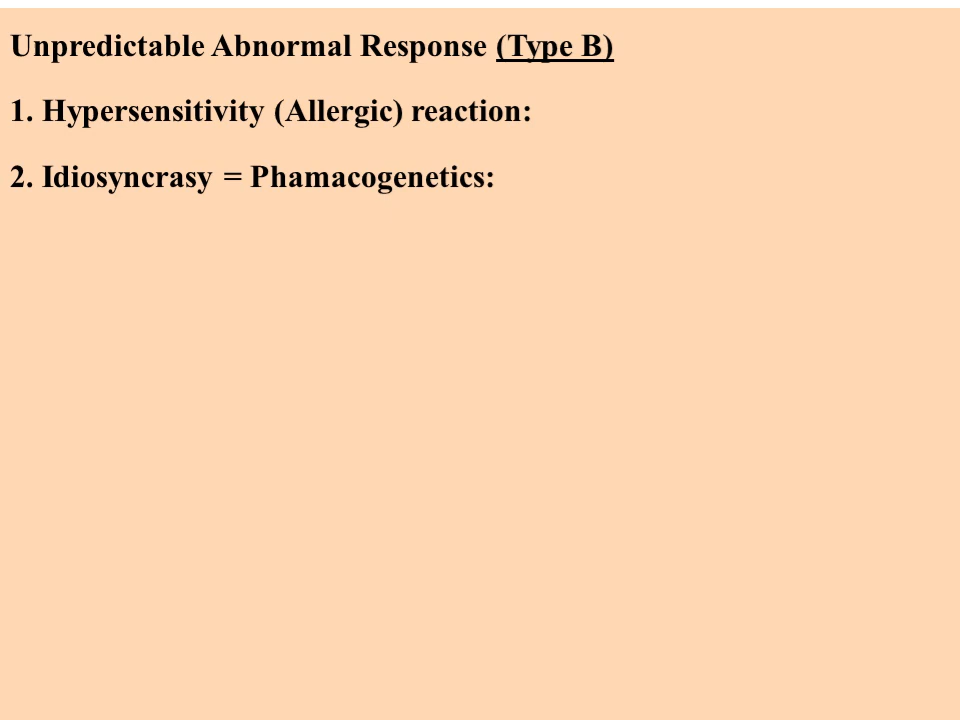 Unpredictable Abnormal Response (Type B)
1. Hypersensitivity (Allergic) reaction:
2. Idiosyncrasy = Phamacogenetics: